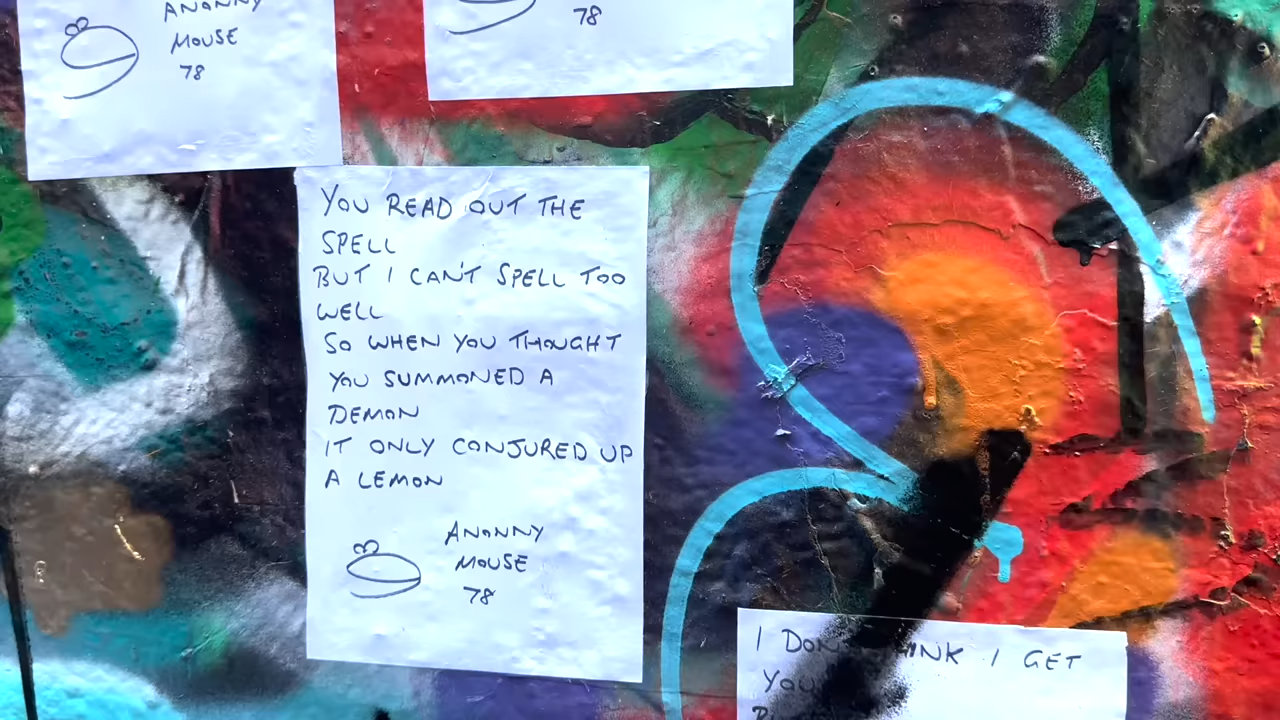 ANONNY
MOUSE
78
78
YOU READ OUT THE
SPELL
BUT I CAN'T SPELL TOO
WELL
SO WHEN YOU THOUGHT
YOU SUMMONED A
DEMON
IT ONLY CONJURED UP
A LEMON
ANONNY
MOUSE
78
I DON'T I GET
YOU